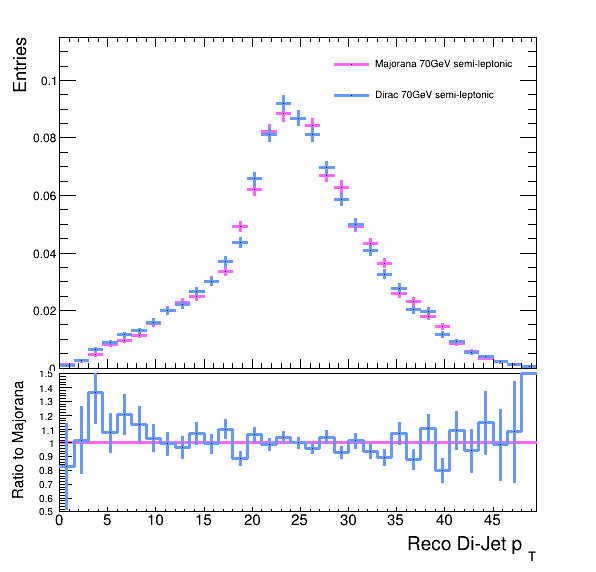 Entries
0.1
0.08
0.06
0.04
0.02
0
Majorana 70GeV semi-leptonic
Dirac 70GeV semi-leptonic
Ratio to Majorana
1.5
1.4
1.3
1.2
1.1
1
0.9
0.8
0.7
0.6
0.5
0 5 10 15 20 25 30 35 40 45
Reco Di-Jet p T